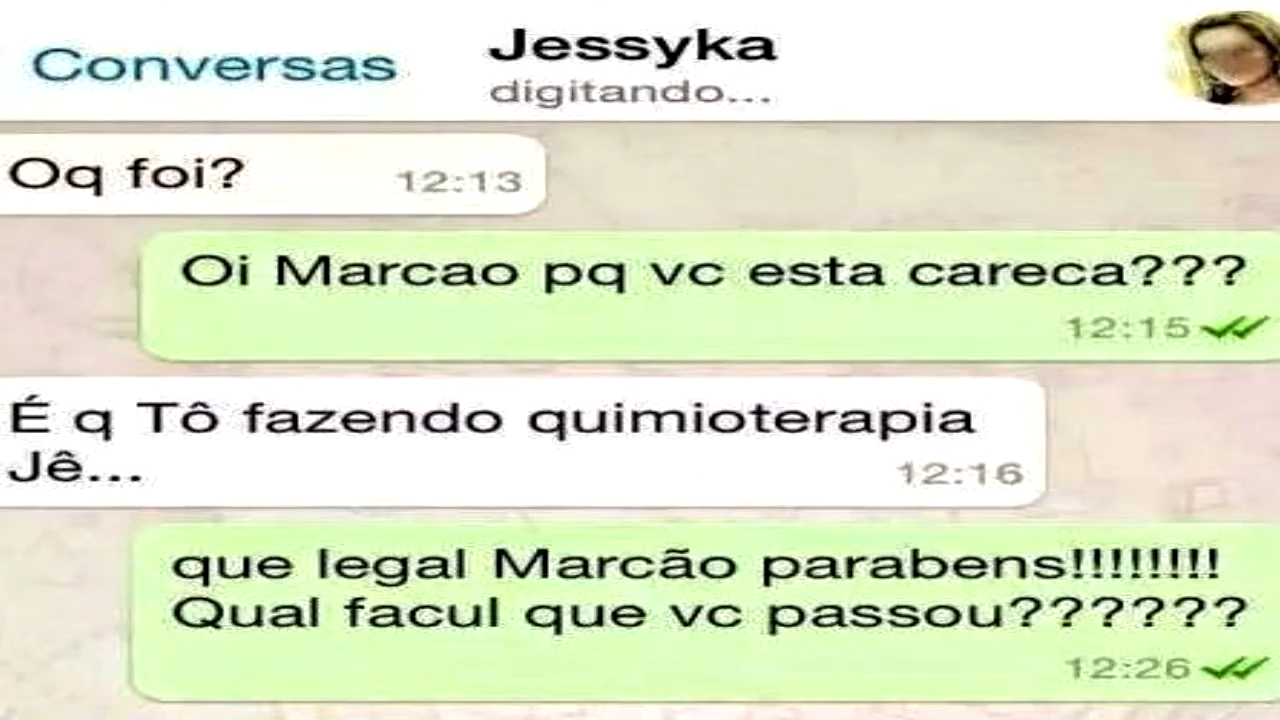 Conversas
Jessyka
digitando...
Oq foi?
12:13
Oi Marcao pq vc esta careca???
12:15
É q Tô fazendo quimioterapia
Jê...
12:16
que legal Marcão parabens!!!!!!!!
Qual facul que vc passou??????
12:26